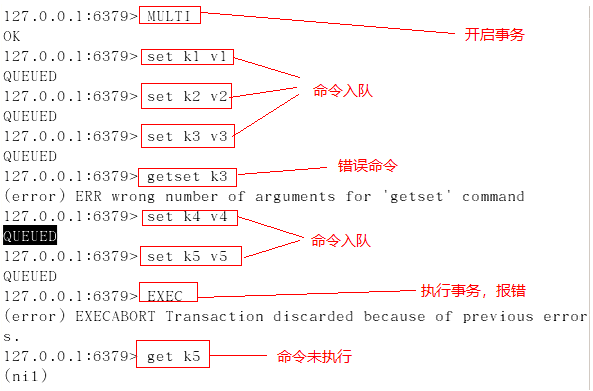 127.0.0.1:6379> MULTI
开启事务
OK
127.0.0.1:6379> set k1 v1
QUEUED
命令入队
127.0.0.1:6379> set k2 v2
QUEUED
127.0.0.1:6379> set k3 v3
QUEUED
错误命令
127.0.0.1:6379> getset k3
(error) ERR wrong number of arguments for 'getset' command
127.0.0.1:6379> set k4 v4
QUEUED
命令入队
127.0.0.1:6379> set k5 v5
QUEUED
127.0.0.1:6379> EXEC
执行事务，报错
(error) EXECABORT Transaction discarded because of previous error
s.
127.0.0.1:6379> get k5
命令未执行
(nil)